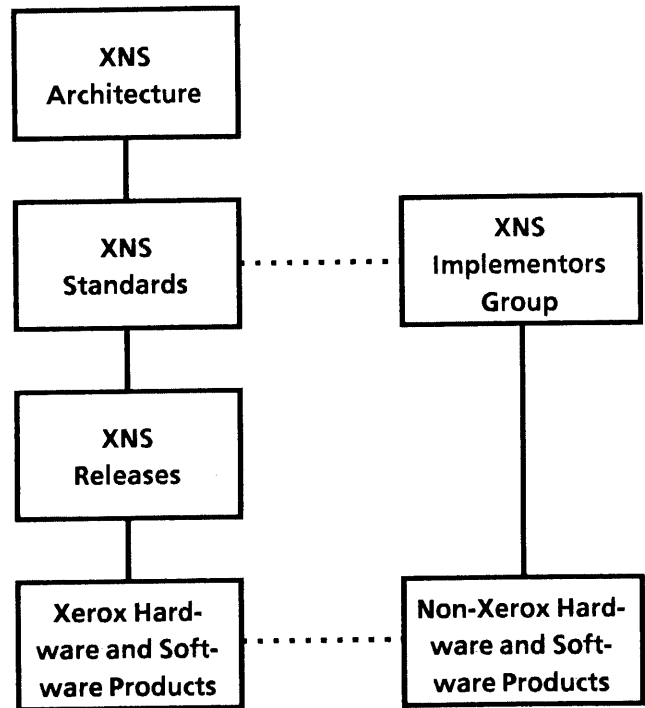 XNS
Architecture
XNS
Standards
XNS
Implementors
Group
XNS
Releases
Xerox Hard-
ware and Soft-
ware Products
Non-Xerox Hard-
ware and Soft-
ware Products